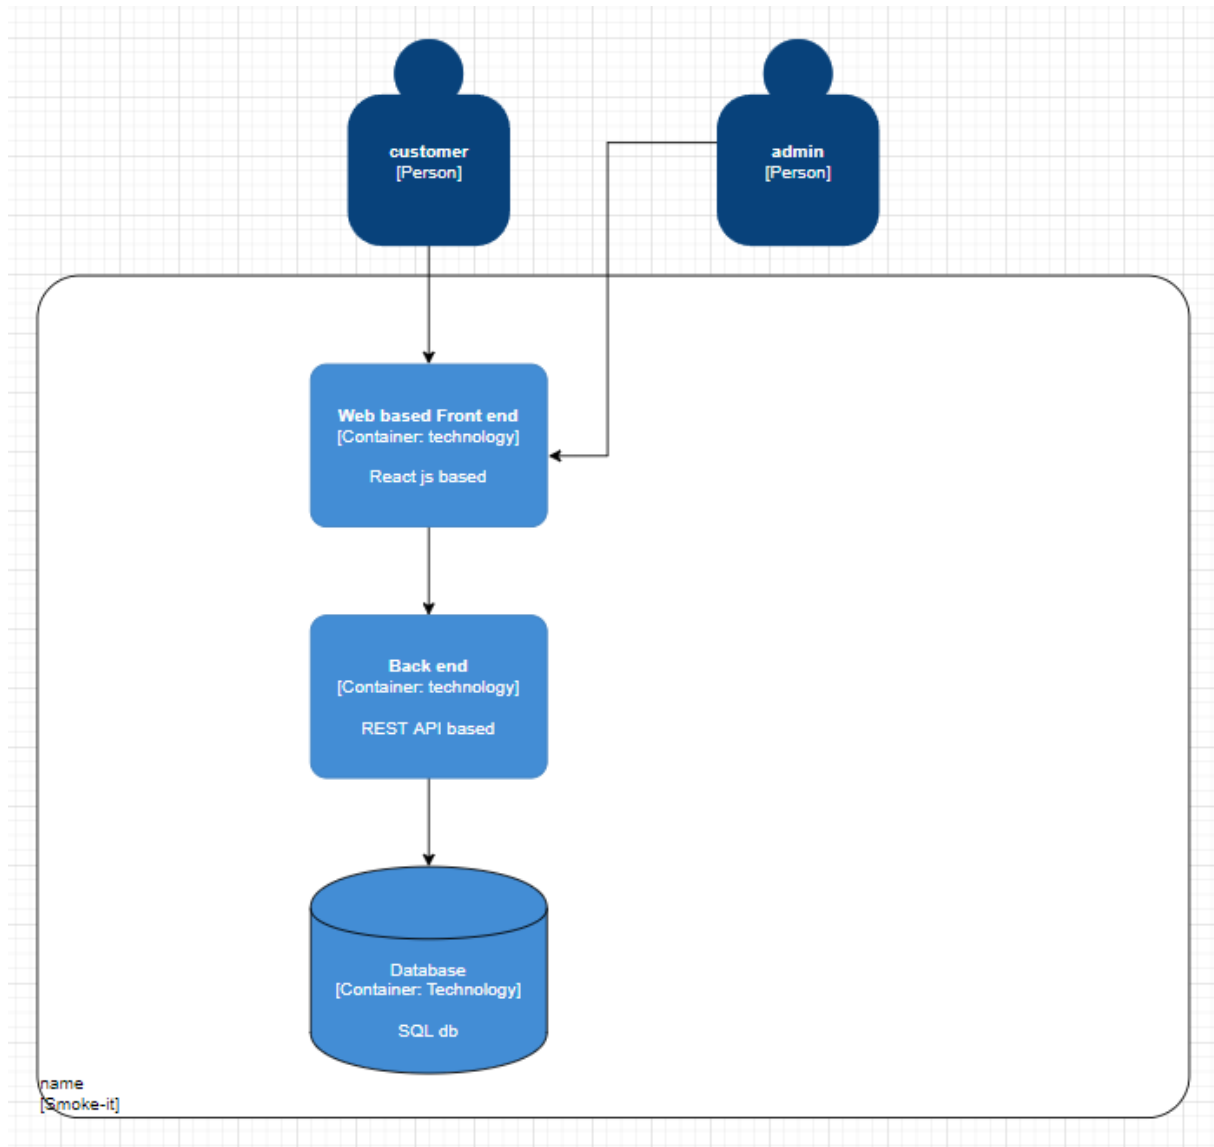 customer
[Person]
admin
[Person]
Web based Front end
[Container: technology]
React js based
Back end
[Container: technology]
REST API based
Database
[Container: Technology]
SQL db
name
[Smoke-it]